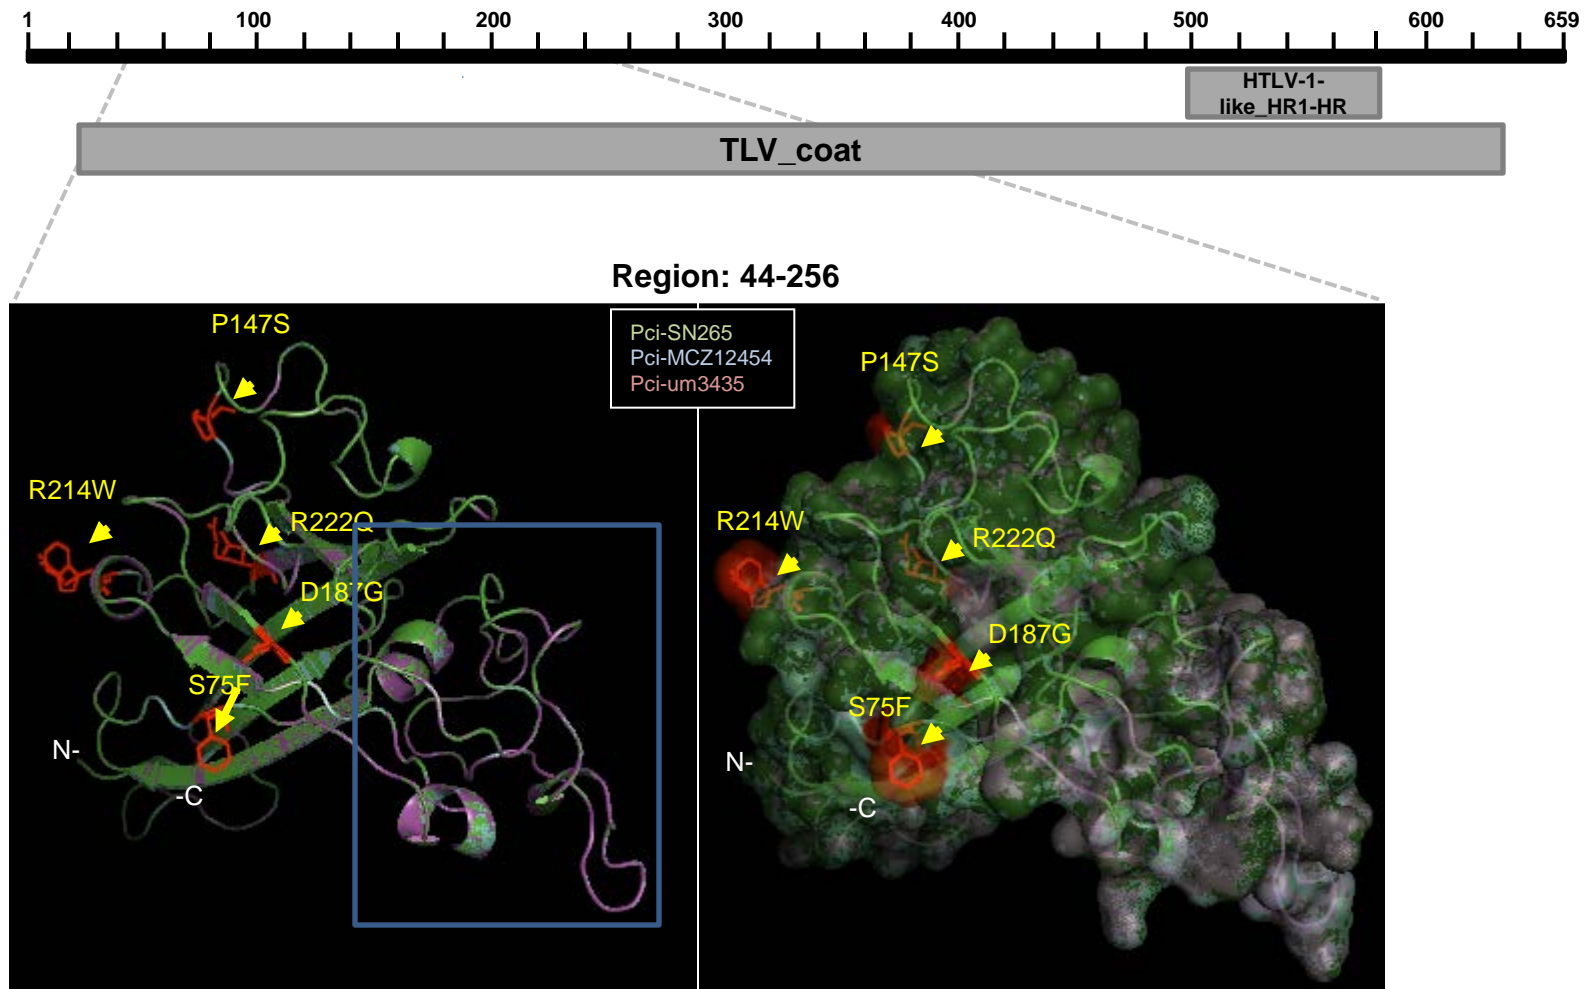 1 100 200 300 400 500 600 659
HTLV-1-
like_HR1-HR
TLV_coat
Region: 44-256
P147S
R214W
R222Q
D187G
S75F
N-
-C
Pci-SN265
Pci-MCZ12454
Pci-um3435
P147S
R214W
R222Q
D187G
S75F
N-
-C